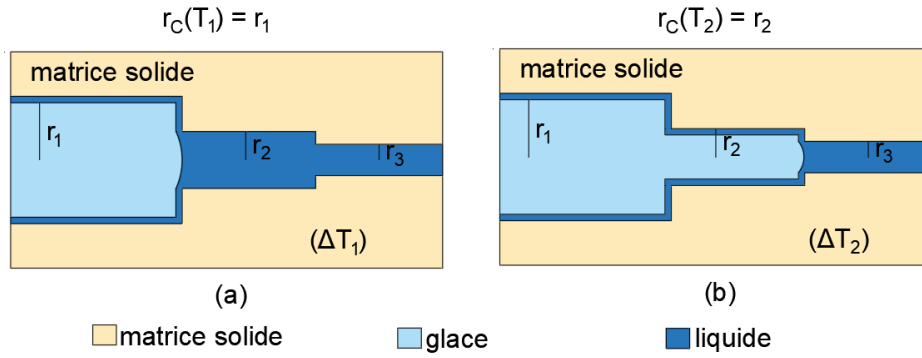 r_C(T_1) = r_1
r_C(T_2) = r_2
matrice solide
r_1
r_2
r_3
(ΔT_1)
(a)
matrice solide
r_1
r_2
r_3
(ΔT_2)
(b)
matrice solide
glace
liquide